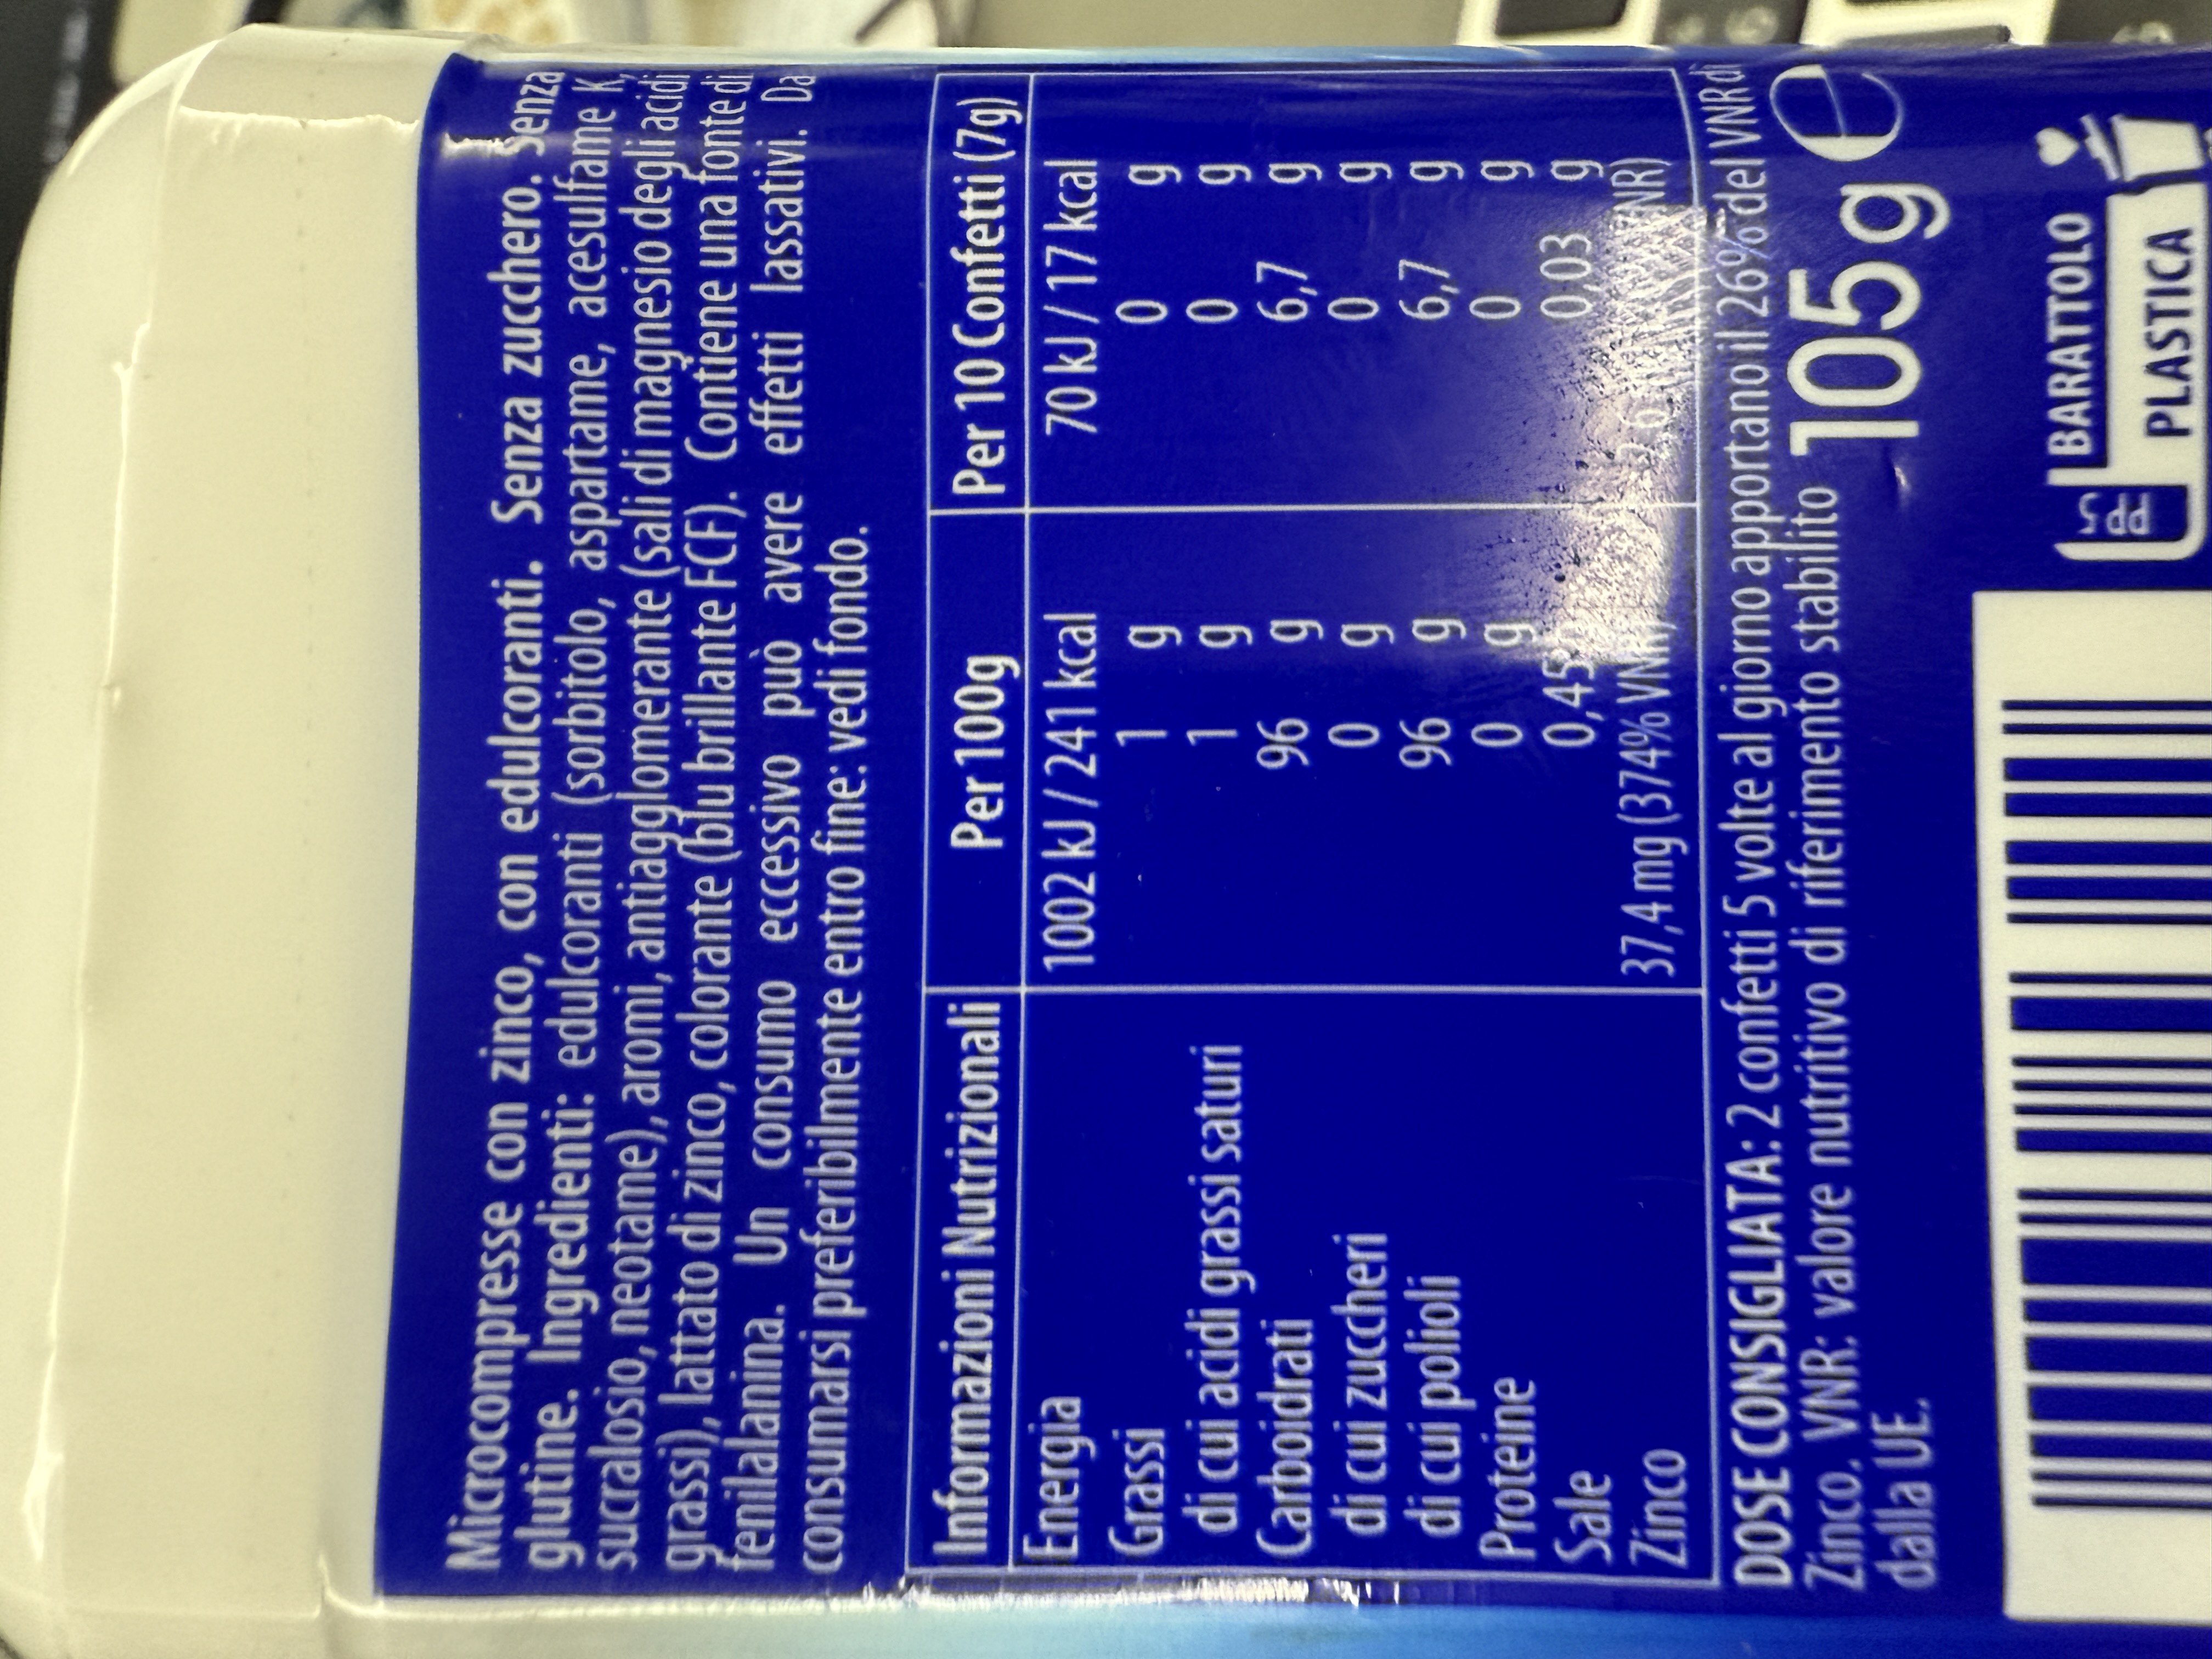 Microcompresse con zinco, con edulcoranti. Senza zucchero. Senza
glutine. Ingredienti: edulcoranti (sorbitolo, aspartame, acesulfame K,
sucralosio, neotame), aromi, antiagglomerante (sali di magnesio degli acidi
grassi), lattato di zinco, colorante (blu brillante FCF). Contiene una fonte di
fenilalanina. Un consumo eccessivo può avere effetti lassativi. Da
consumarsi preferibilmente entro fine: vedi fondo.
Informazioni Nutrizionali Per 100g Per 10 Confetti (7g)
Energia 1002 kJ / 241 kcal 70 kJ / 17 kcal
Grassi 1 g 0 g
di cui acidi grassi saturi 1 g 0 g
Carboidrati 96 g 6,7 g
di cui zuccheri 0 g 0 g
di cui polioli 96 g 6,7 g
Proteine 0 g 0 g
Sale 0,45 g 0,03 g
Zinco 37,4 mg (374% VNR) 2,6 VNR)
DOSE CONSIGLIATA: 2 confetti 5 volte al giorno apportano il 26% del VNR di
Zinco. VNR: valore nutritivo di riferimento stabilito
dalla UE.
105 g e
PP 5
BARATTOLO
PLASTICA